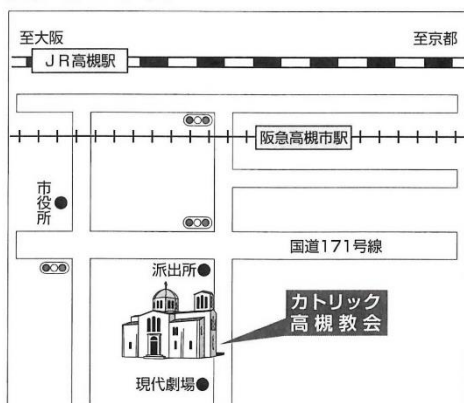 至大阪
至京都
JR高槻駅
阪急高槻市駅
市役所
国道171号線
派出所
カトリック
高槻教会
現代劇場